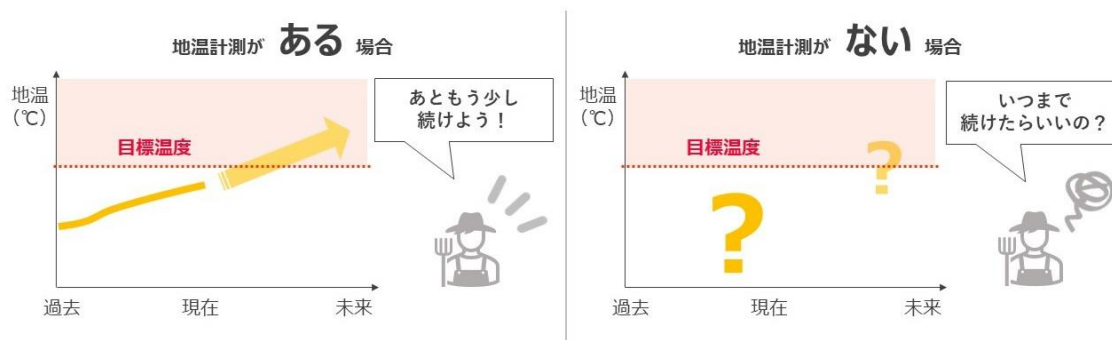 地温計測が ある 場合
地温
（℃）
目標温度
あともう少し
続けよう！
過去
現在
未来
地温計測が ない 場合
地温
（℃）
目標温度
?
?
いつまで
続けたらいいの？
過去
現在
未来